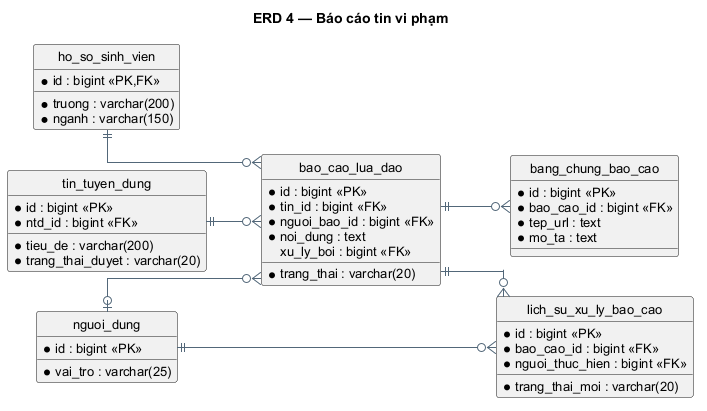 ERD 4 — Báo cáo tin vi phạm
ho_so_sinh_vien
id : bigint «PK,FK»
truong : varchar(200)
nganh : varchar(150)
tin_tuyen_dung
id : bigint «PK»
ntd_id : bigint «FK»
tieu_de : varchar(200)
trang_thai_duyet : varchar(20)
bao_cao_lua_dao
id : bigint «PK»
tin_id : bigint «FK»
nguoi_bao_id : bigint «FK»
noi_dung : text
xu_ly_boi : bigint «FK»
trang_thai : varchar(20)
bang_chung_bao_cao
id : bigint «PK»
bao_cao_id : bigint «FK»
tep_url : text
mo_ta : text
nguoi_dung
id : bigint «PK»
vai_tro : varchar(25)
lich_su_xu_ly_bao_cao
id : bigint «PK»
bao_cao_id : bigint «FK»
nguoi_thuc_hien : bigint «FK»
trang_thai_moi : varchar(20)